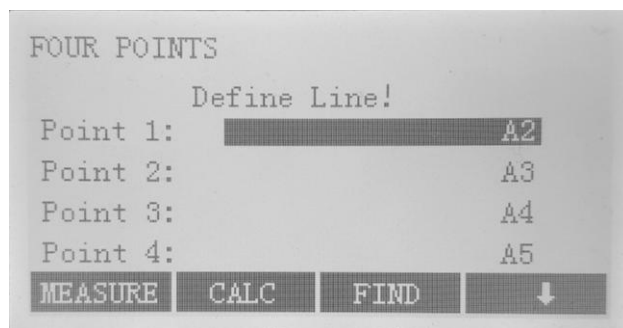 FOUR POINTS
Define Line!
Point 1: A2
Point 2: A3
Point 3: A4
Point 4: A5
MEASURE CALC FIND ⬇